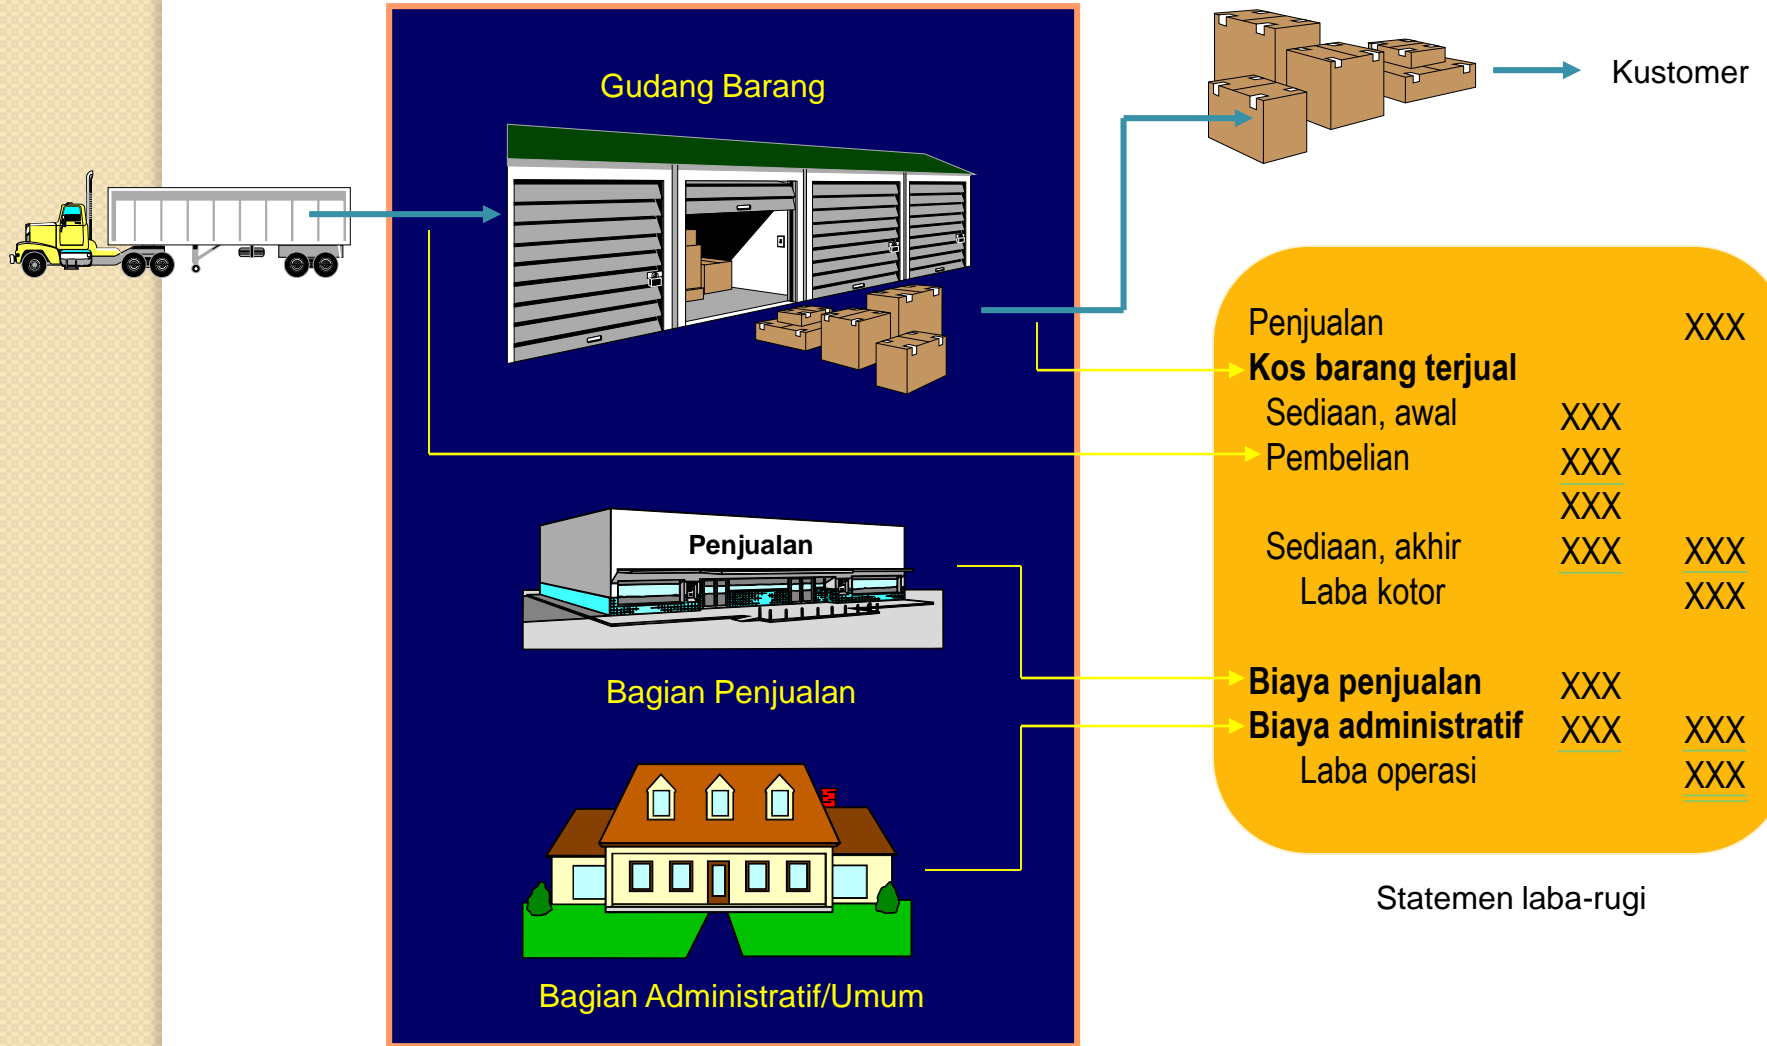 Gudang Barang
Kustomer
Penjualan
Bagian Penjualan
Bagian Administratif/Umum
Penjualan XXX
Kos barang terjual
Sediaan, awal XXX
Pembelian XXX
XXX
Sediaan, akhir XXX XXX
Laba kotor XXX
Biaya penjualan XXX
Biaya administratif XXX XXX
Laba operasi XXX
Statemen laba-rugi